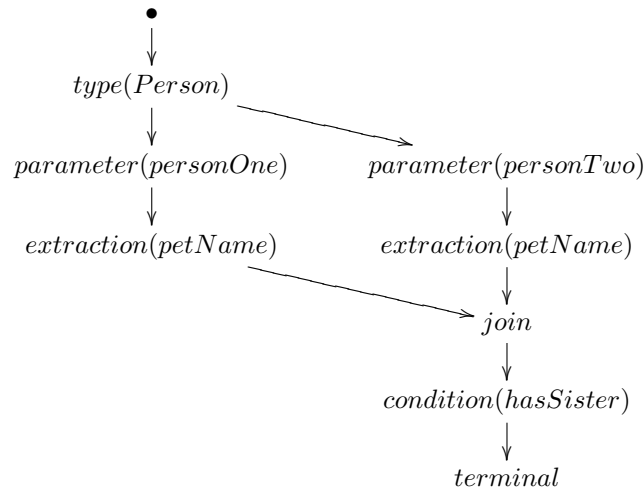 type(Person)
parameter(personOne) parameter(personTwo)
extraction(petName) extraction(petName)
join
condition(hasSister)
terminal